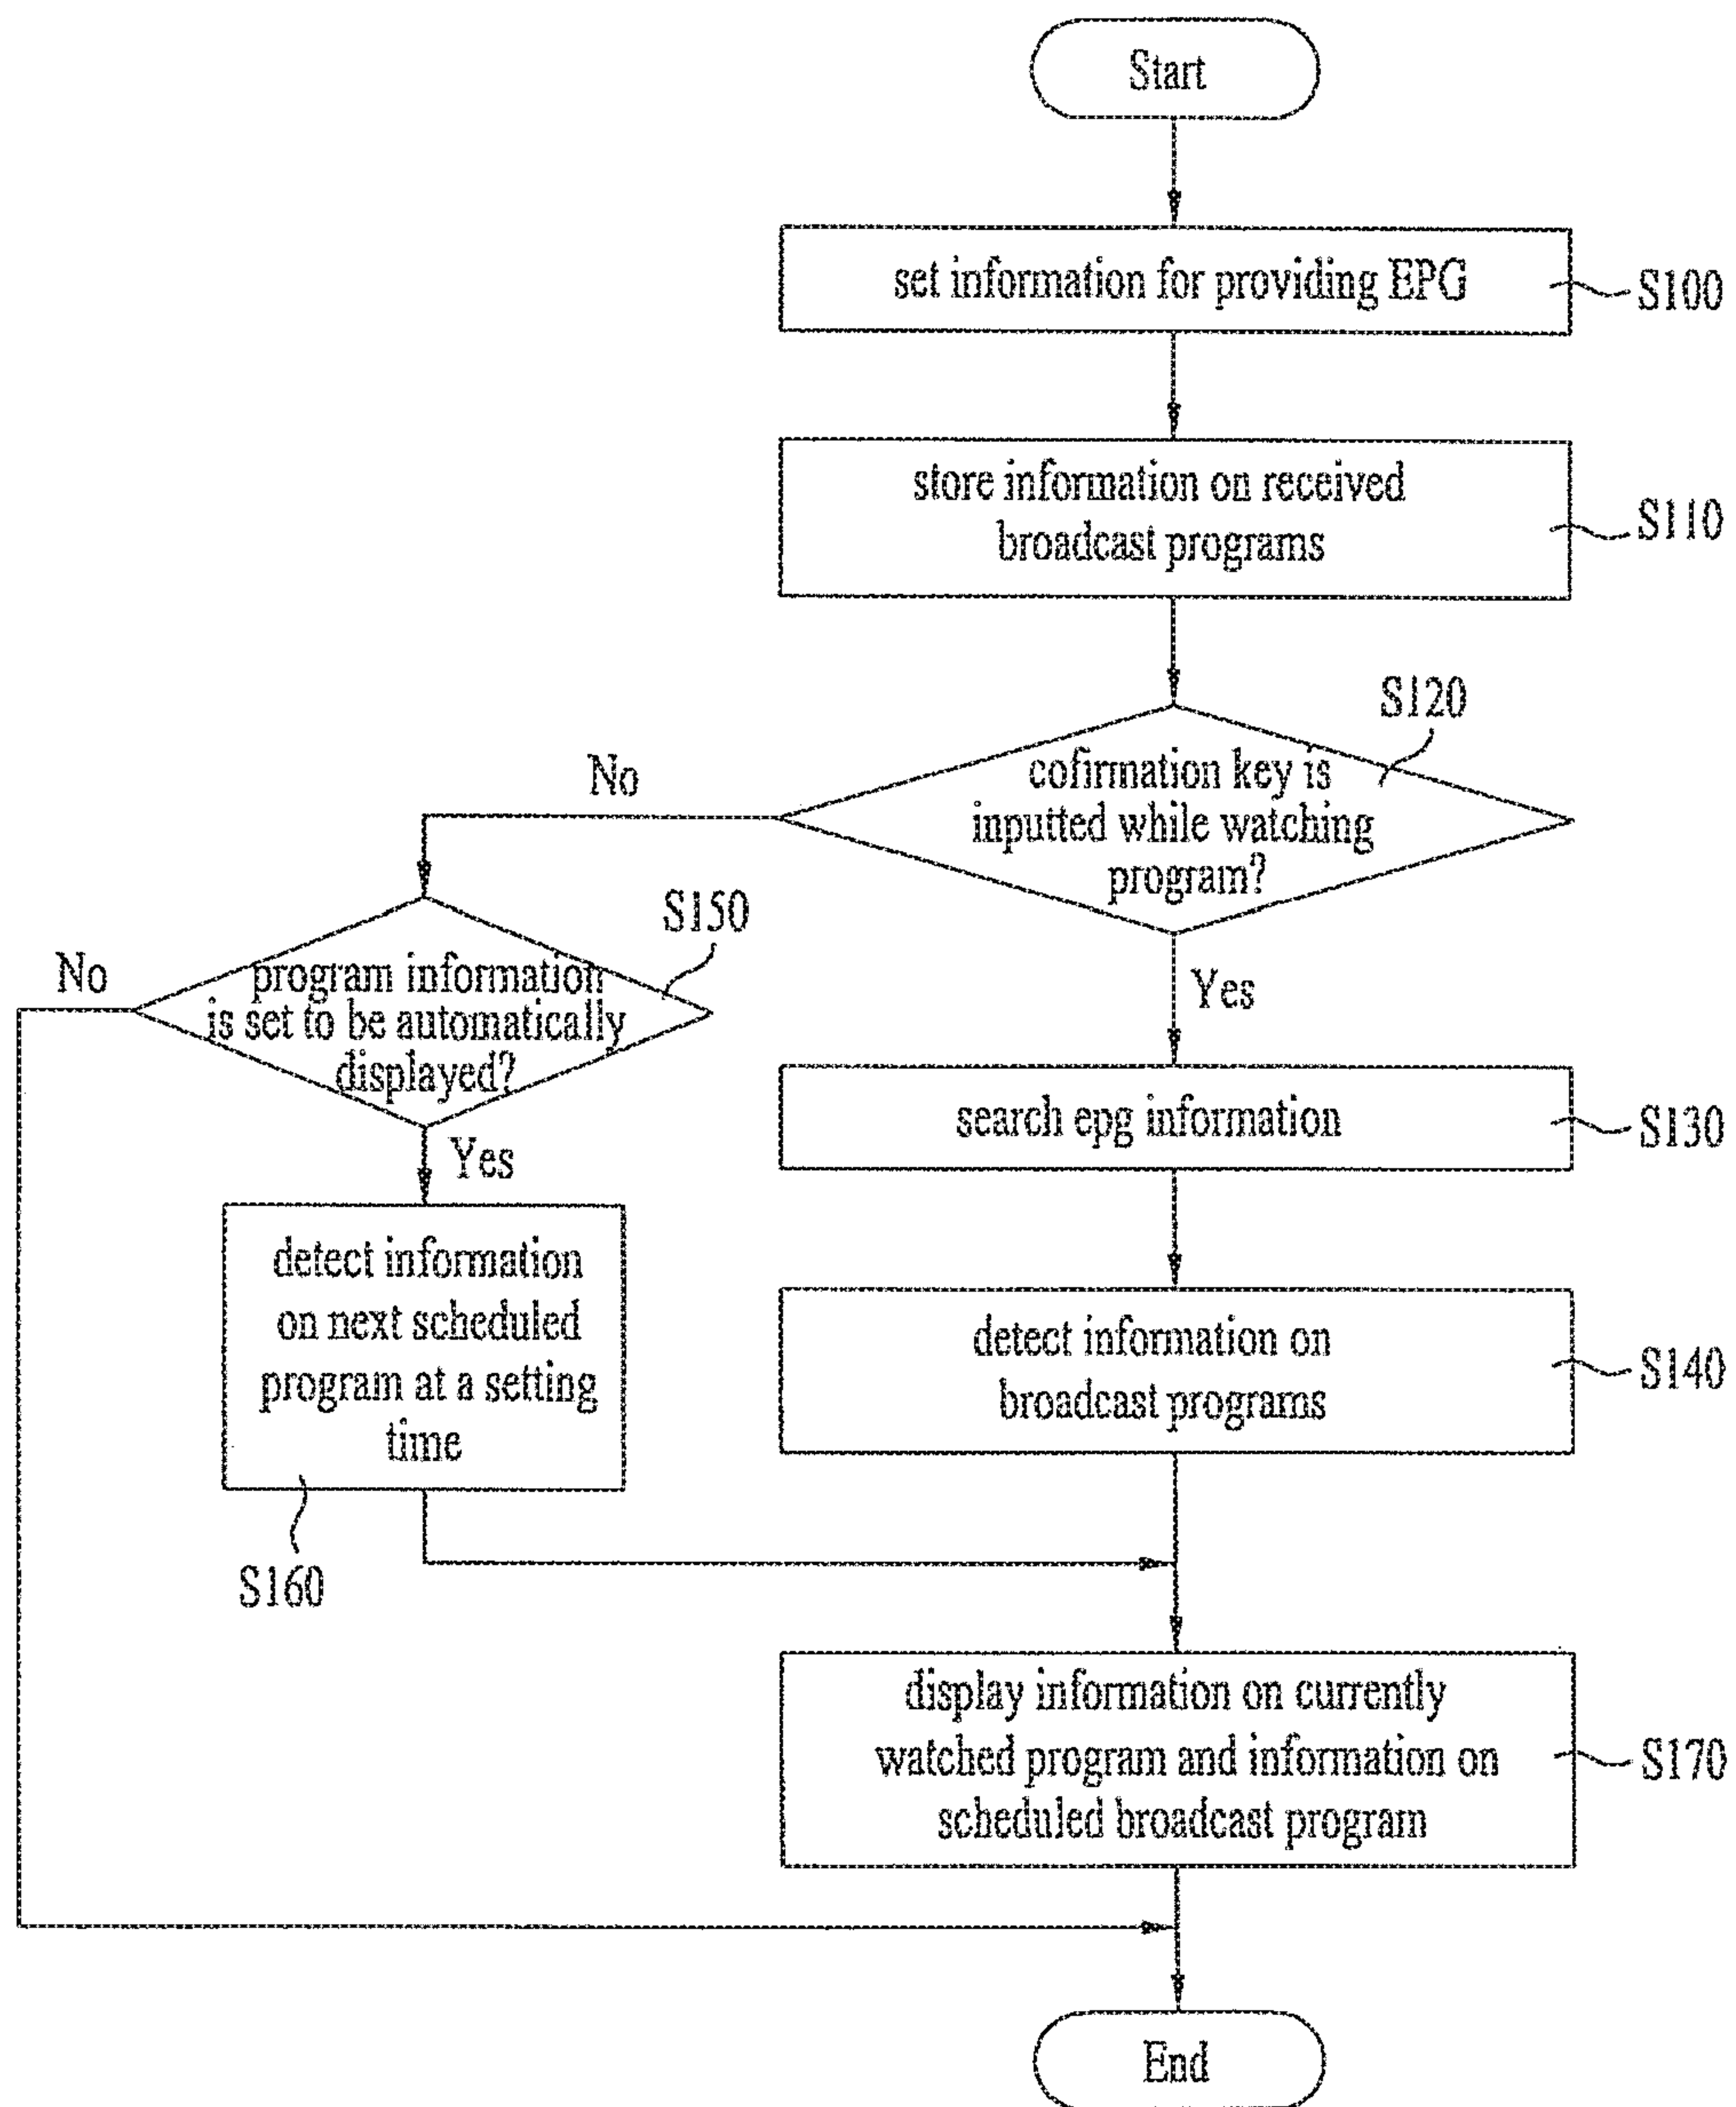 Start
set information for providing EPG
S100
store information on received
broadcast programs
S110
S120
cofirmation key is
inputted while watching
program?
No
Yes
S150
program information
is set to be automatically
displayed?
No
Yes
search epg information
S130
detect information
on next scheduled
program at a setting
time
S160
detect information on
broadcast programs
S140
display information on currently
watched program and information on
scheduled broadcast program
S170
End